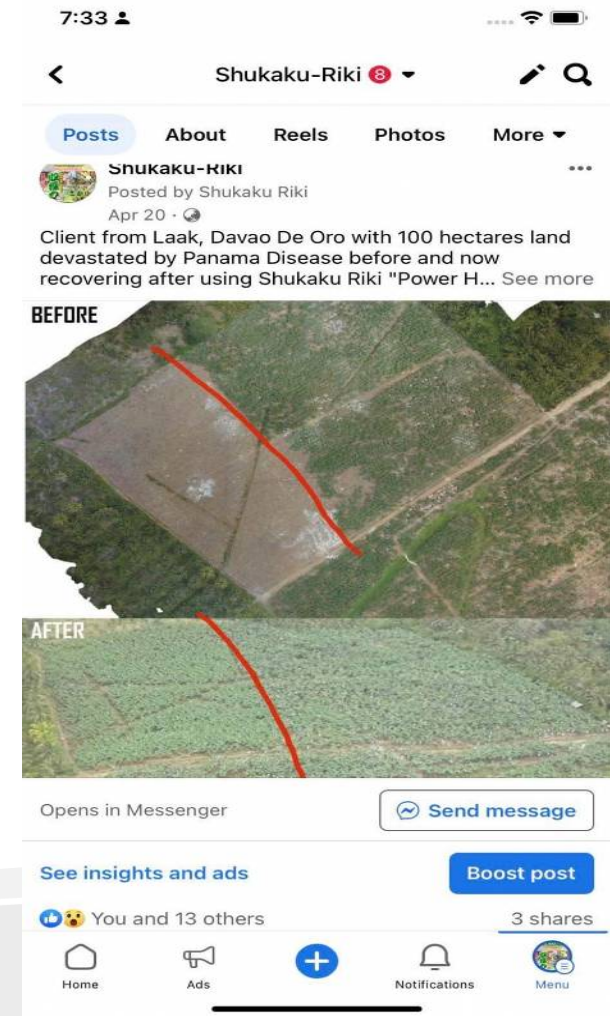 7:33
Shukaku-Riki 8
Posts About Reels Photos More
Shukaku-Riki
Posted by Shukaku Riki
Apr 20 ·
Client from Laak, Davao De Oro with 100 hectares land
devastated by Panama Disease before and now
recovering after using Shukaku Riki "Power H... See more
BEFORE
AFTER
Opens in Messenger
Send message
See insights and ads
Boost post
You and 13 others
3 shares
Home Ads Notifications Menu